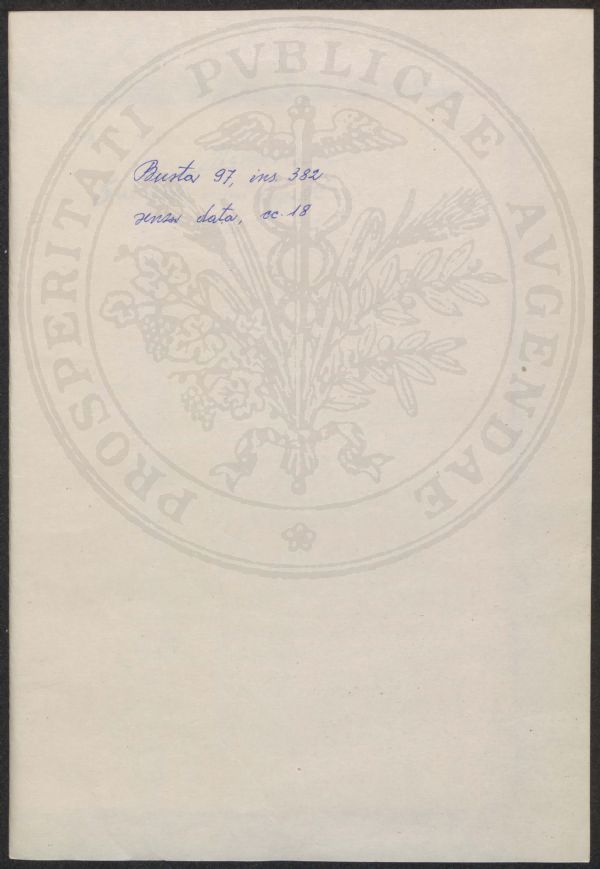 PROSPERITATI PVBLICAE AVGENDAE
Busta 97, ins. 382
senza data, cc. 18